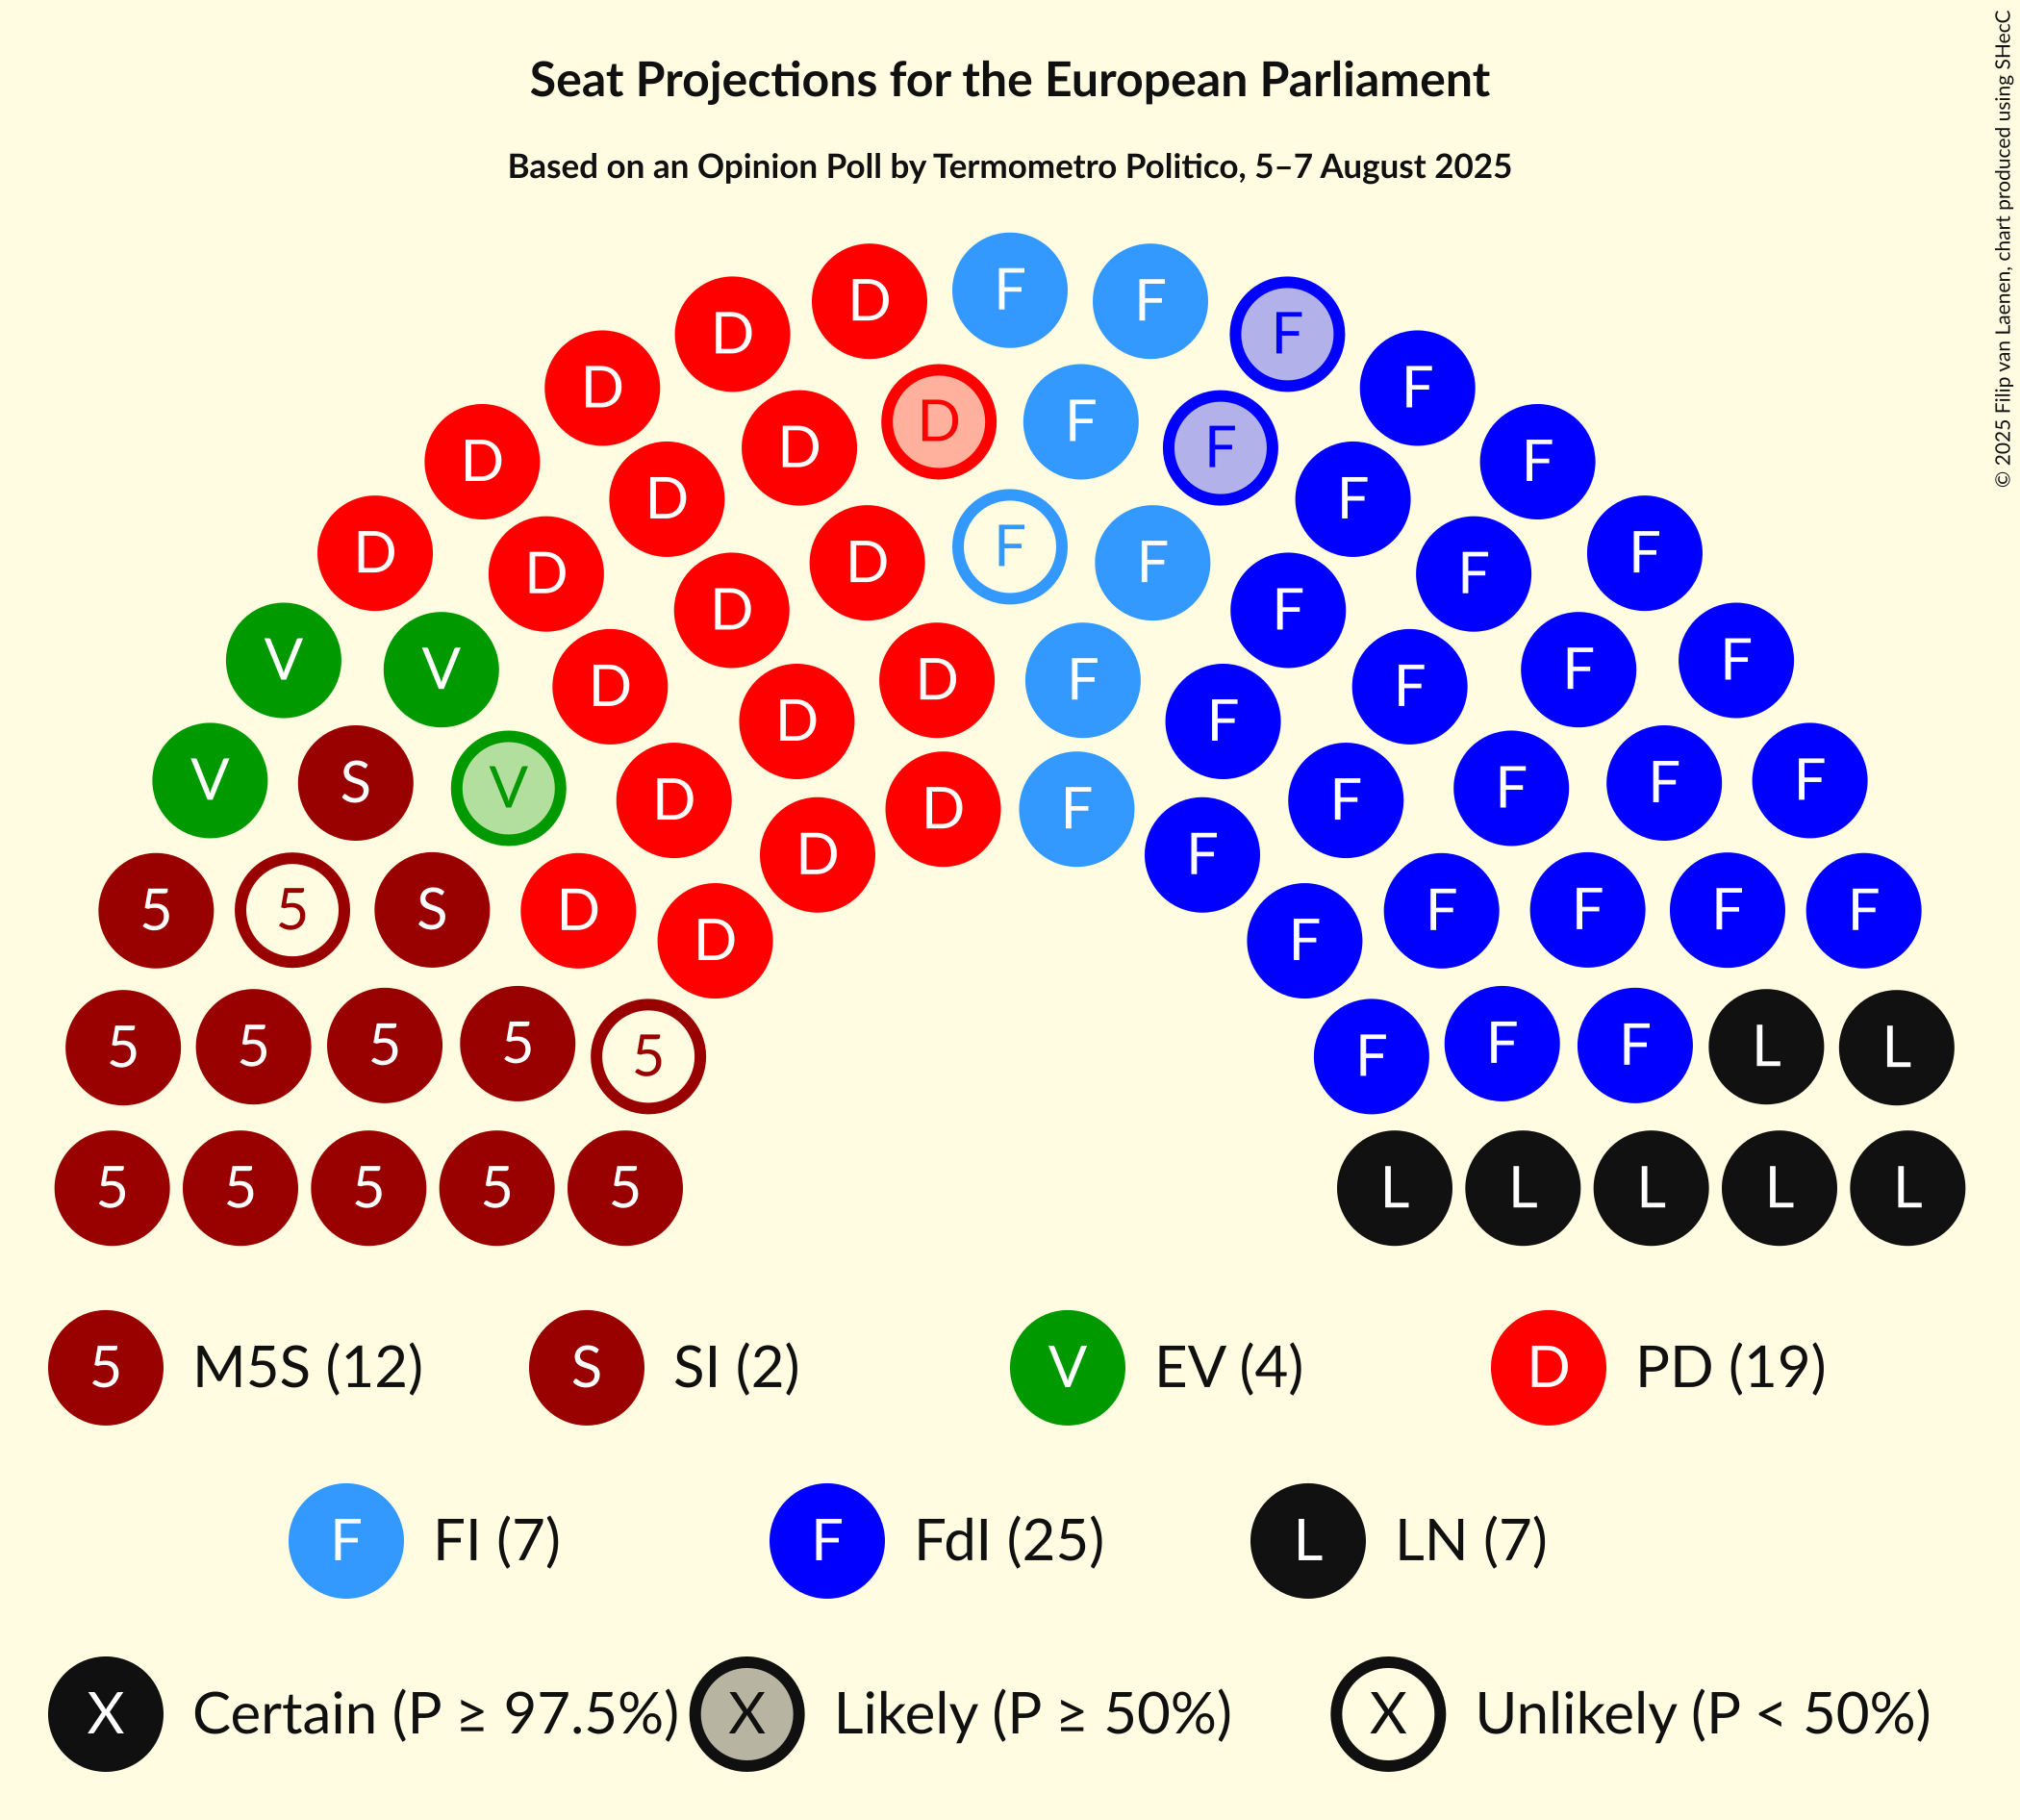 © 2025 Filip van Laenen, chart produced using SHecC
Seat Projections for the European Parliament
Based on an Opinion Poll by Termometro Politico, 5–7 August 2025
D F F
D F
D F
D F
D F
D F
D F
F
D D F F
D F
D F
V V F F
D D F F
D F
V S V F F F
D D F F
D F
5 5 S D F F F F
D F
5 5 5 5 5 F F F L L
5 5 5 5 5 L L L L L
5 M5S (12) S SI (2) V EV (4) D PD (19)
F FI (7) F FdI (25) L LN (7)
X Certain (P ≥ 97.5%) X Likely (P ≥ 50%) X Unlikely (P < 50%)